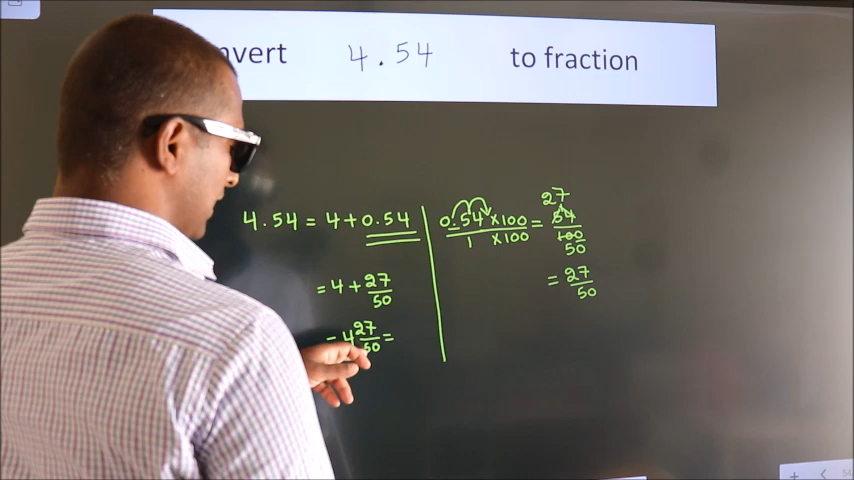 nvert 4.54 to fraction
4.54 = 4 + 0.54
= 4 + 27/50
= 4 27/50 =
0.54 × 100 / 1 × 100 = 54/100 27 50
= 27/50